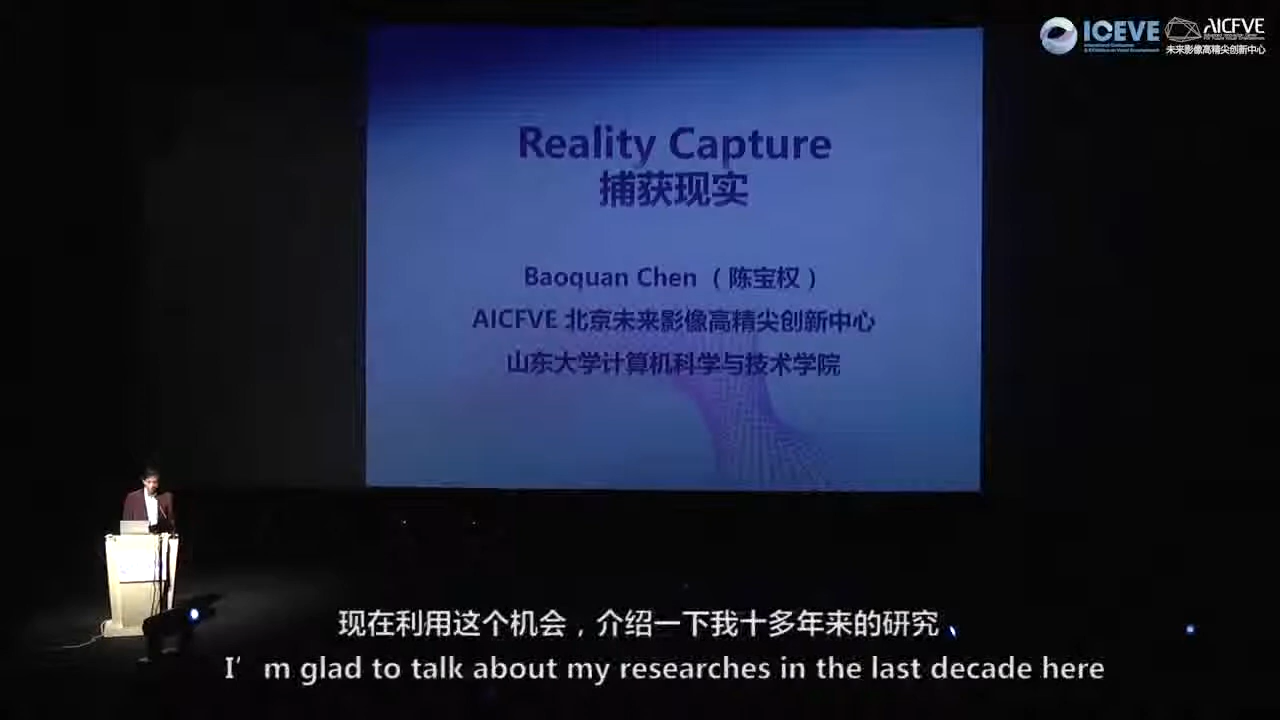 ICEVE
AICFVE
未来影像高精尖创新中心
Reality Capture
捕获现实
Baoquan Chen （陈宝权）
AICFVE 北京未来影像高精尖创新中心
山东大学计算机科学与技术学院
现在利用这个机会，介绍一下我十多年来的研究
I'm glad to talk about my researches in the last decade here